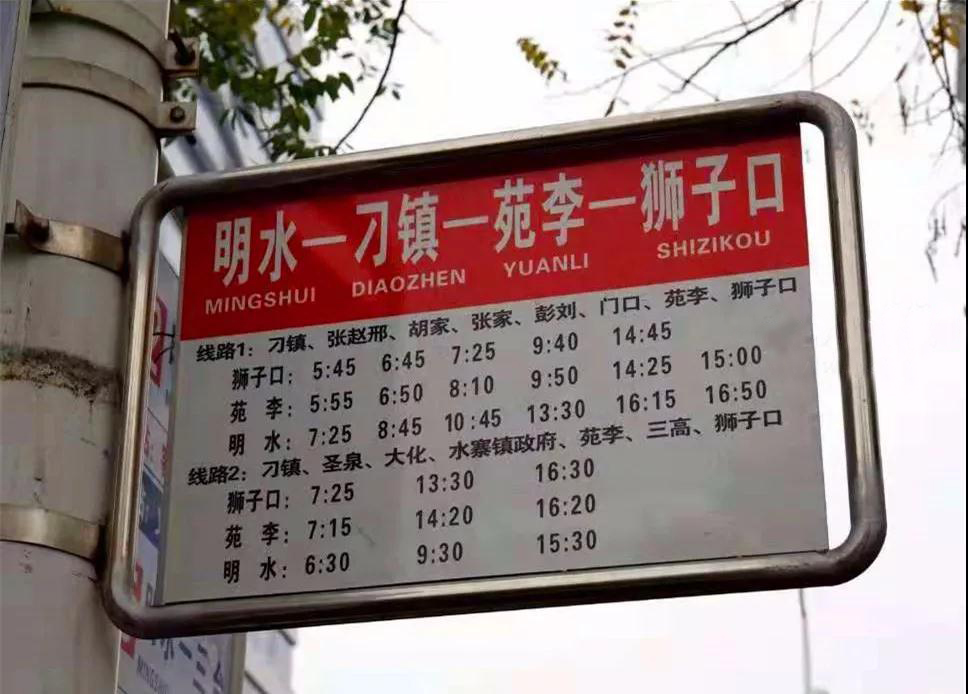 明水—刁镇—苑李—狮子口
MINGSHUI DIAOZHEN YUANLI SHIZIKOU
线路1：刁镇、张赵邢、胡家、张家、彭刘、门口、苑李、狮子口
狮子口：5:45 6:45 7:25 9:40 14:45
苑 李：5:55 6:50 8:10 9:50 14:25 15:00
明 水：7:25 8:45 10:45 13:30 16:15 16:50
线路2：刁镇、圣泉、大化、水寨镇政府、苑李、三高、狮子口
狮子口：7:25 13:30 16:30
苑 李：7:15 14:20 16:20
明 水：6:30 9:30 15:30